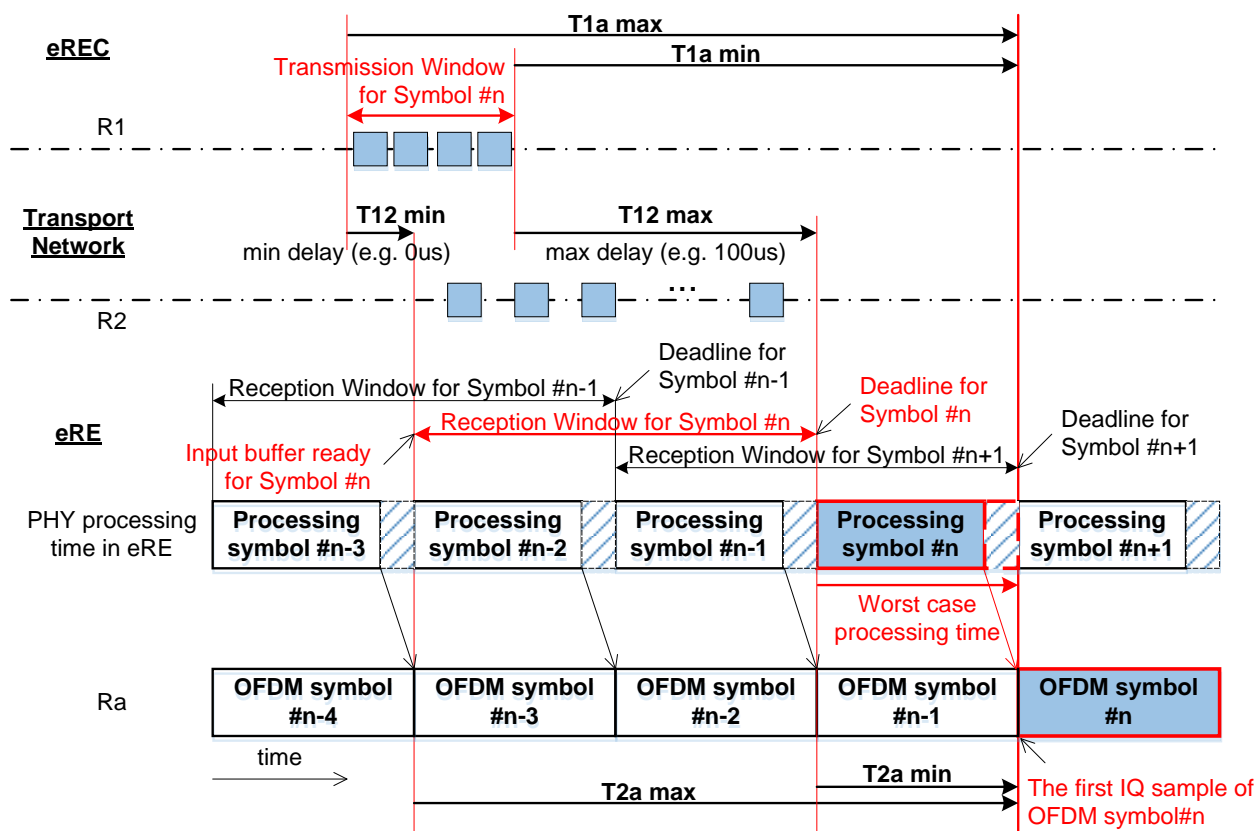 T1a max
eREC
T1a min
Transmission Window
for Symbol #n
R1
Transport
Network
T12 min
T12 max
min delay (e.g. 0us)
max delay (e.g. 100us)
...
R2
Deadline for
Symbol #n-1
Reception Window for Symbol #n-1
Deadline for
Symbol #n
Deadline for
Symbol #n+1
eRE
Reception Window for Symbol #n
Input buffer ready
for Symbol #n
Reception Window for Symbol #n+1
PHY processing
time in eRE
Processing
symbol #n-3
Processing
symbol #n-2
Processing
symbol #n-1
Processing
symbol #n
Processing
symbol #n+1
Worst case
processing time
Ra
OFDM symbol
#n-4
OFDM symbol
#n-3
OFDM symbol
#n-2
OFDM symbol
#n-1
OFDM symbol
#n
time
T2a min
T2a max
The first IQ sample of
OFDM symbol#n